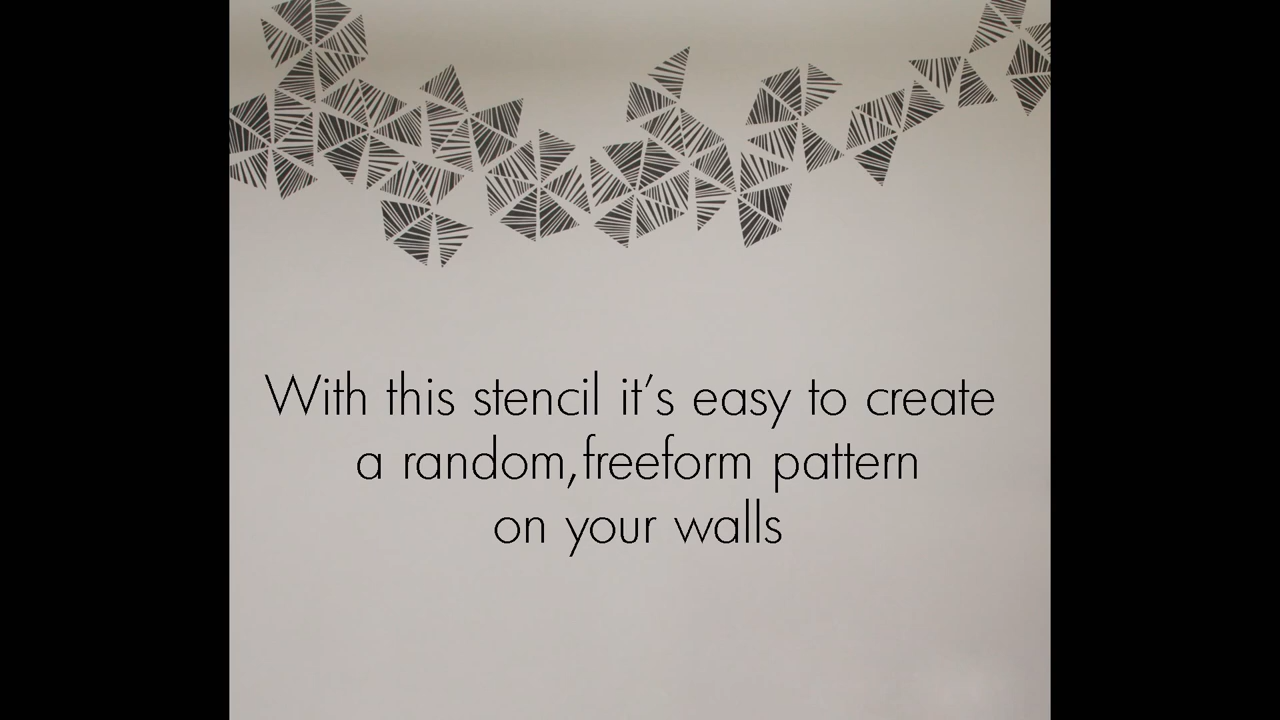 With this stencil it’s easy to create
a random,freeform pattern
on your walls